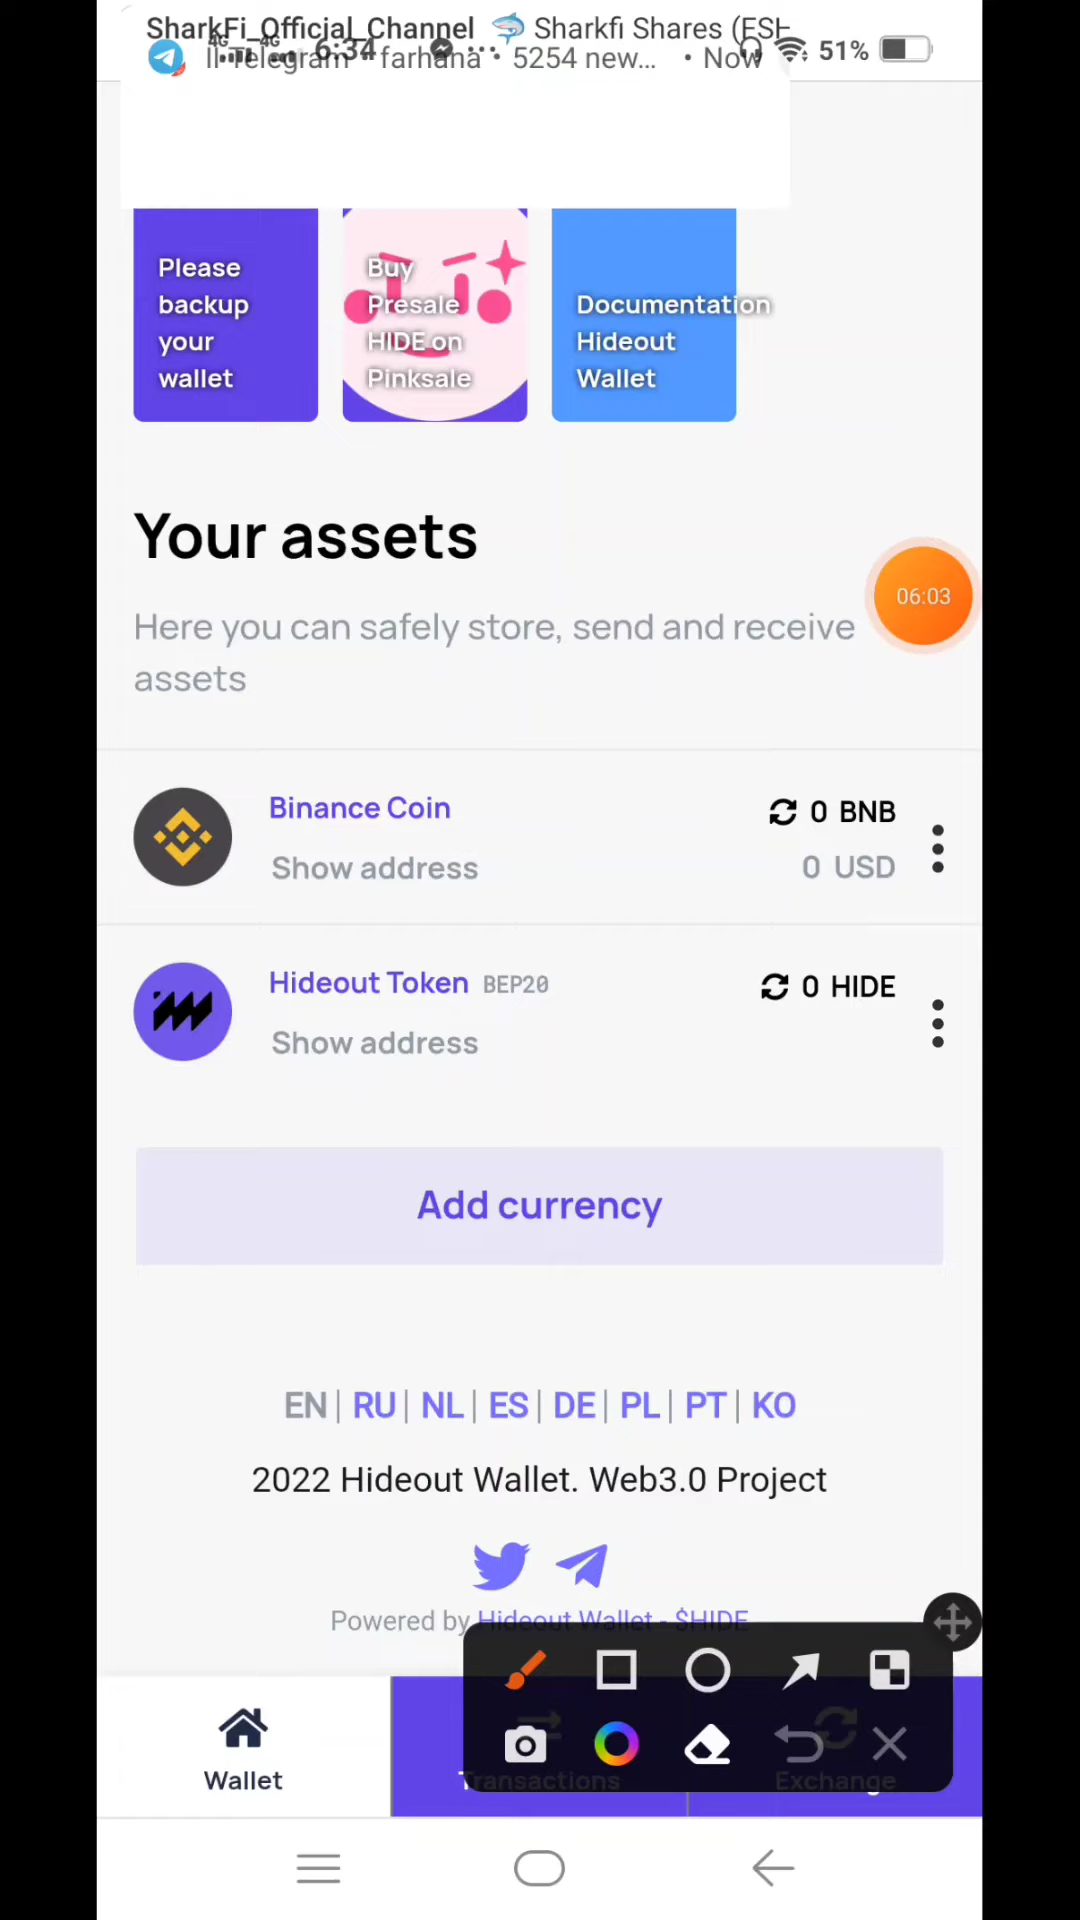 SharkFi_Official_Channel 🦈 Sharkfi Shares (FSH
6:34
Telegram • farhana • 5254 new... • Now
51%
Please backup your wallet
Buy Presale HIDE on Pinksale
Documentation Hideout Wallet
Your assets
06:03
Here you can safely store, send and receive
assets
Binance Coin
0 BNB
Show address
0 USD
Hideout Token BEP20
0 HIDE
Show address
Add currency
EN | RU | NL | ES | DE | PL | PT | KO
2022 Hideout Wallet. Web3.0 Project
Powered by Hideout Wallet - $HIDE
Wallet
Transactions
Exchange